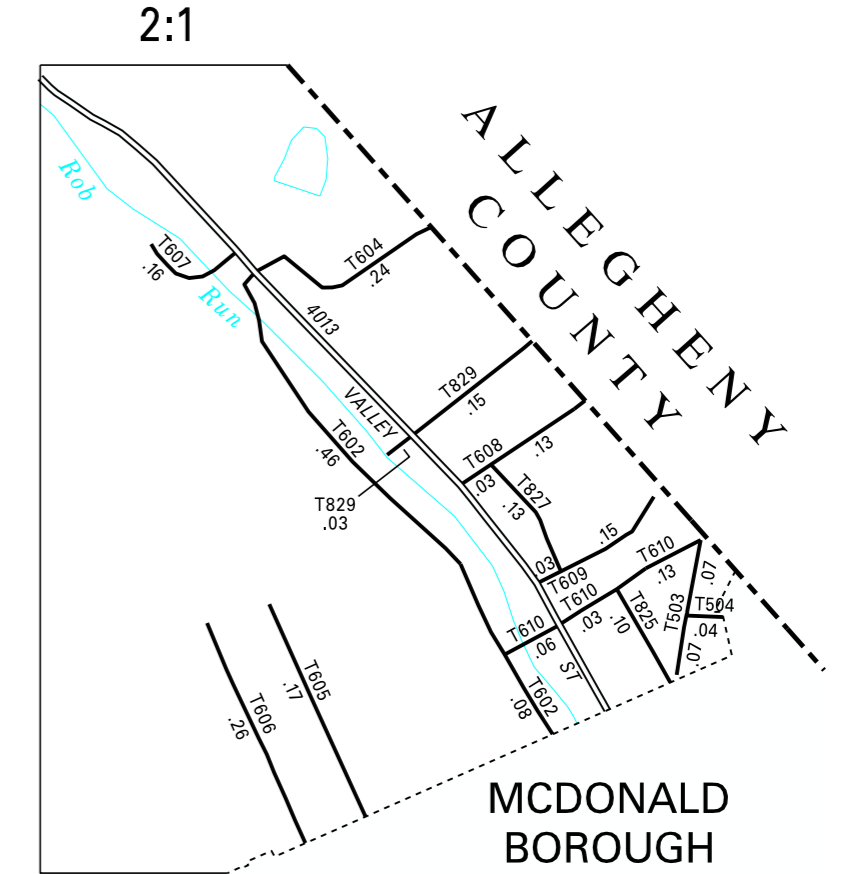 2:1
ALLEGHENY
COUNTY
Rob
Run
T607
.16
T604
.24
4013
VALLEY
T829
.15
T602
.46
T829
.03
T608
.13
.03
T827
.13
.15
.03
T609
T610
.13
T610
.03
T610
.06
T825
.10
T503
.07
T504
.04
.07
ST
T602
.08
T605
.17
T606
.26
MCDONALD
BOROUGH